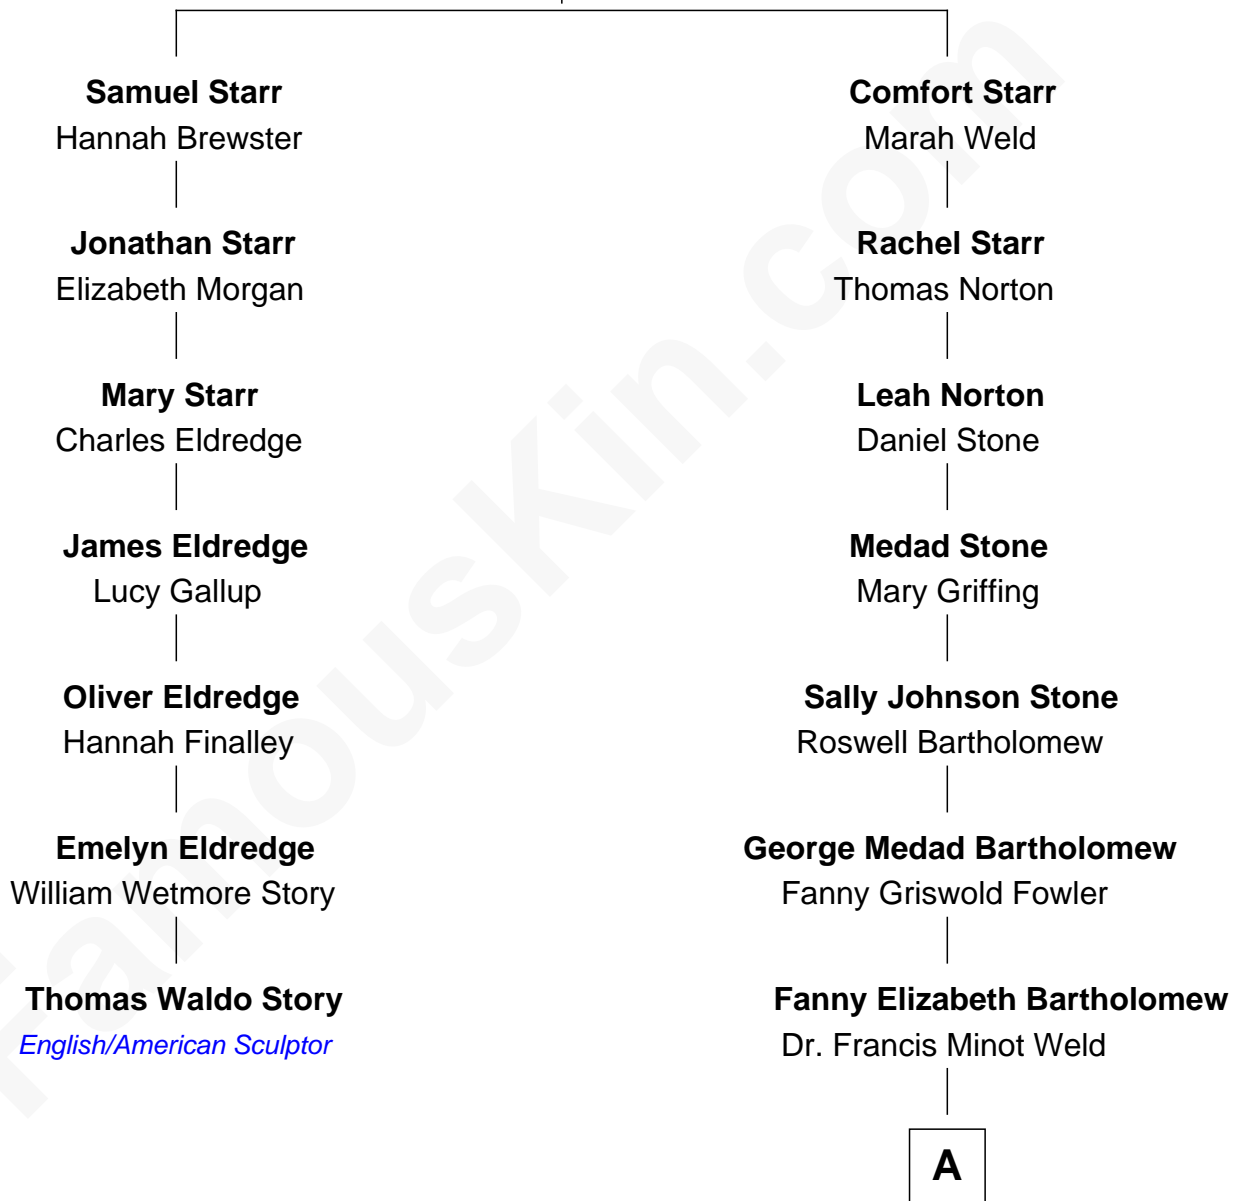 Samuel Starr
Hannah Brewster
Jonathan Starr
Elizabeth Morgan
Mary Starr
Charles Eldredge
James Eldredge
Lucy Gallup
Oliver Eldredge
Hannah Finalley
Emelyn Eldredge
William Wetmore Story
Thomas Waldo Story
English/American Sculptor
Comfort Starr
Marah Weld
Rachel Starr
Thomas Norton
Leah Norton
Daniel Stone
Medad Stone
Mary Griffing
Sally Johnson Stone
Roswell Bartholomew
George Medad Bartholomew
Fanny Griswold Fowler
Fanny Elizabeth Bartholomew
Dr. Francis Minot Weld
A
FamousKin.com